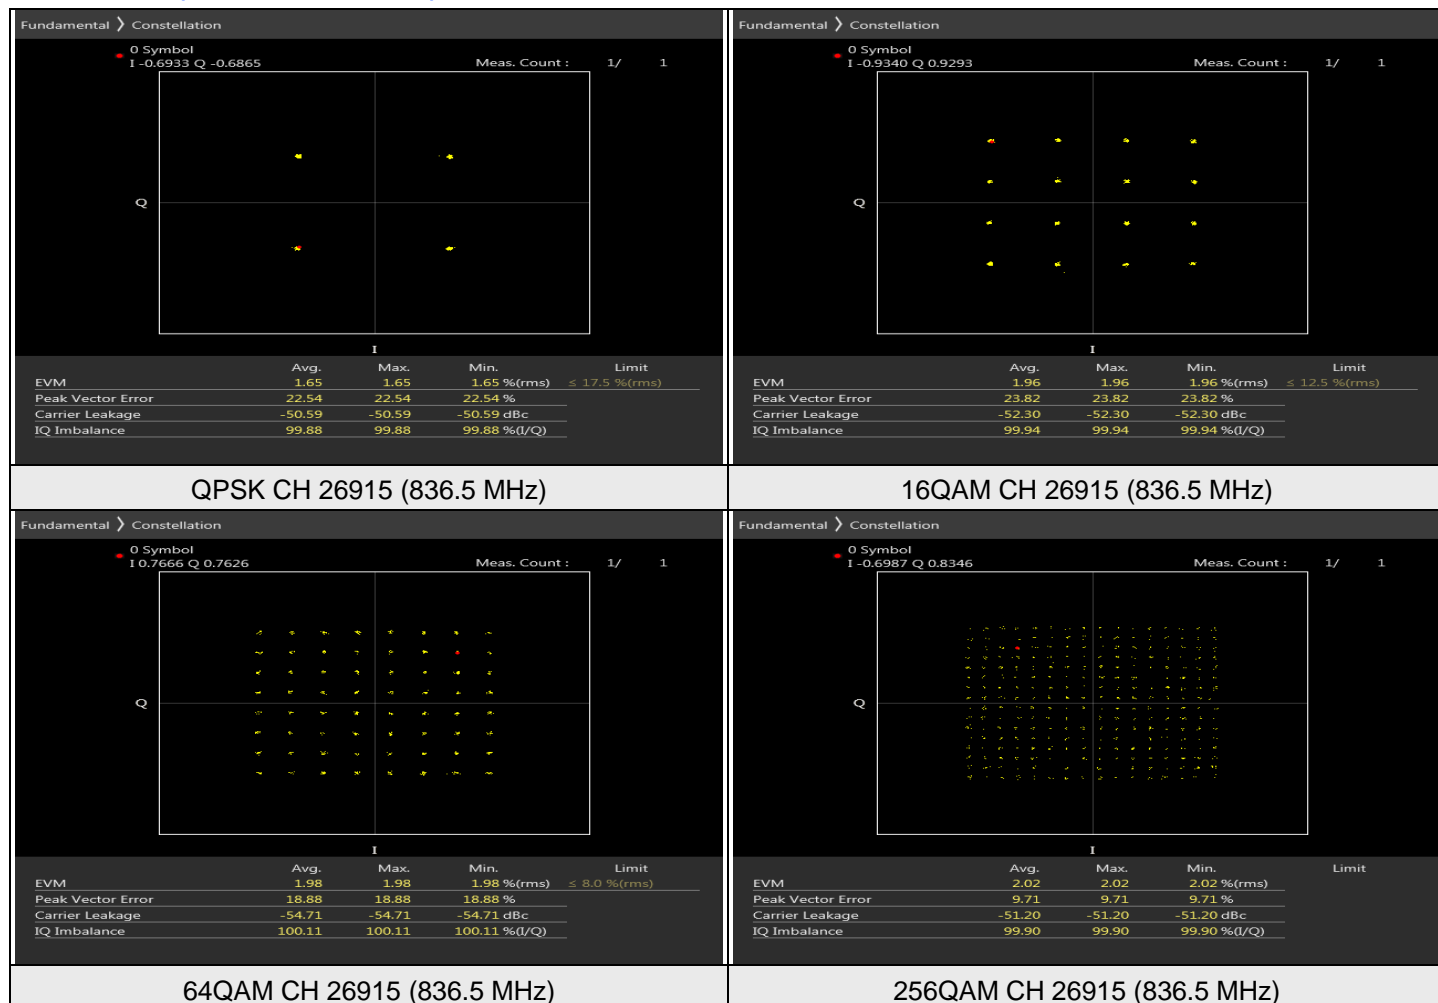 Fundamental ❯ Constellation
0 Symbol
I -0.6933 Q -0.6865 Meas. Count : 1/ 1
Q
I
Avg. Max. Min. Limit
EVM 1.65 1.65 1.65 %(rms) ≤ 17.5 %(rms)
Peak Vector Error 22.54 22.54 22.54 %
Carrier Leakage -50.59 -50.59 -50.59 dBc
IQ Imbalance 99.88 99.88 99.88 %(I/Q)
QPSK CH 26915 (836.5 MHz)
Fundamental ❯ Constellation
0 Symbol
I -0.9340 Q 0.9293 Meas. Count : 1/ 1
Q
I
Avg. Max. Min. Limit
EVM 1.96 1.96 1.96 %(rms) ≤ 12.5 %(rms)
Peak Vector Error 23.82 23.82 23.82 %
Carrier Leakage -52.30 -52.30 -52.30 dBc
IQ Imbalance 99.94 99.94 99.94 %(I/Q)
16QAM CH 26915 (836.5 MHz)
Fundamental ❯ Constellation
0 Symbol
I 0.7666 Q 0.7626 Meas. Count : 1/ 1
Q
I
Avg. Max. Min. Limit
EVM 1.98 1.98 1.98 %(rms) ≤ 8.0 %(rms)
Peak Vector Error 18.88 18.88 18.88 %
Carrier Leakage -54.71 -54.71 -54.71 dBc
IQ Imbalance 100.11 100.11 100.11 %(I/Q)
64QAM CH 26915 (836.5 MHz)
Fundamental ❯ Constellation
0 Symbol
I -0.6987 Q 0.8346 Meas. Count : 1/ 1
Q
I
Avg. Max. Min. Limit
EVM 2.02 2.02 2.02 %(rms)
Peak Vector Error 9.71 9.71 9.71 %
Carrier Leakage -51.20 -51.20 -51.20 dBc
IQ Imbalance 99.90 99.90 99.90 %(I/Q)
256QAM CH 26915 (836.5 MHz)